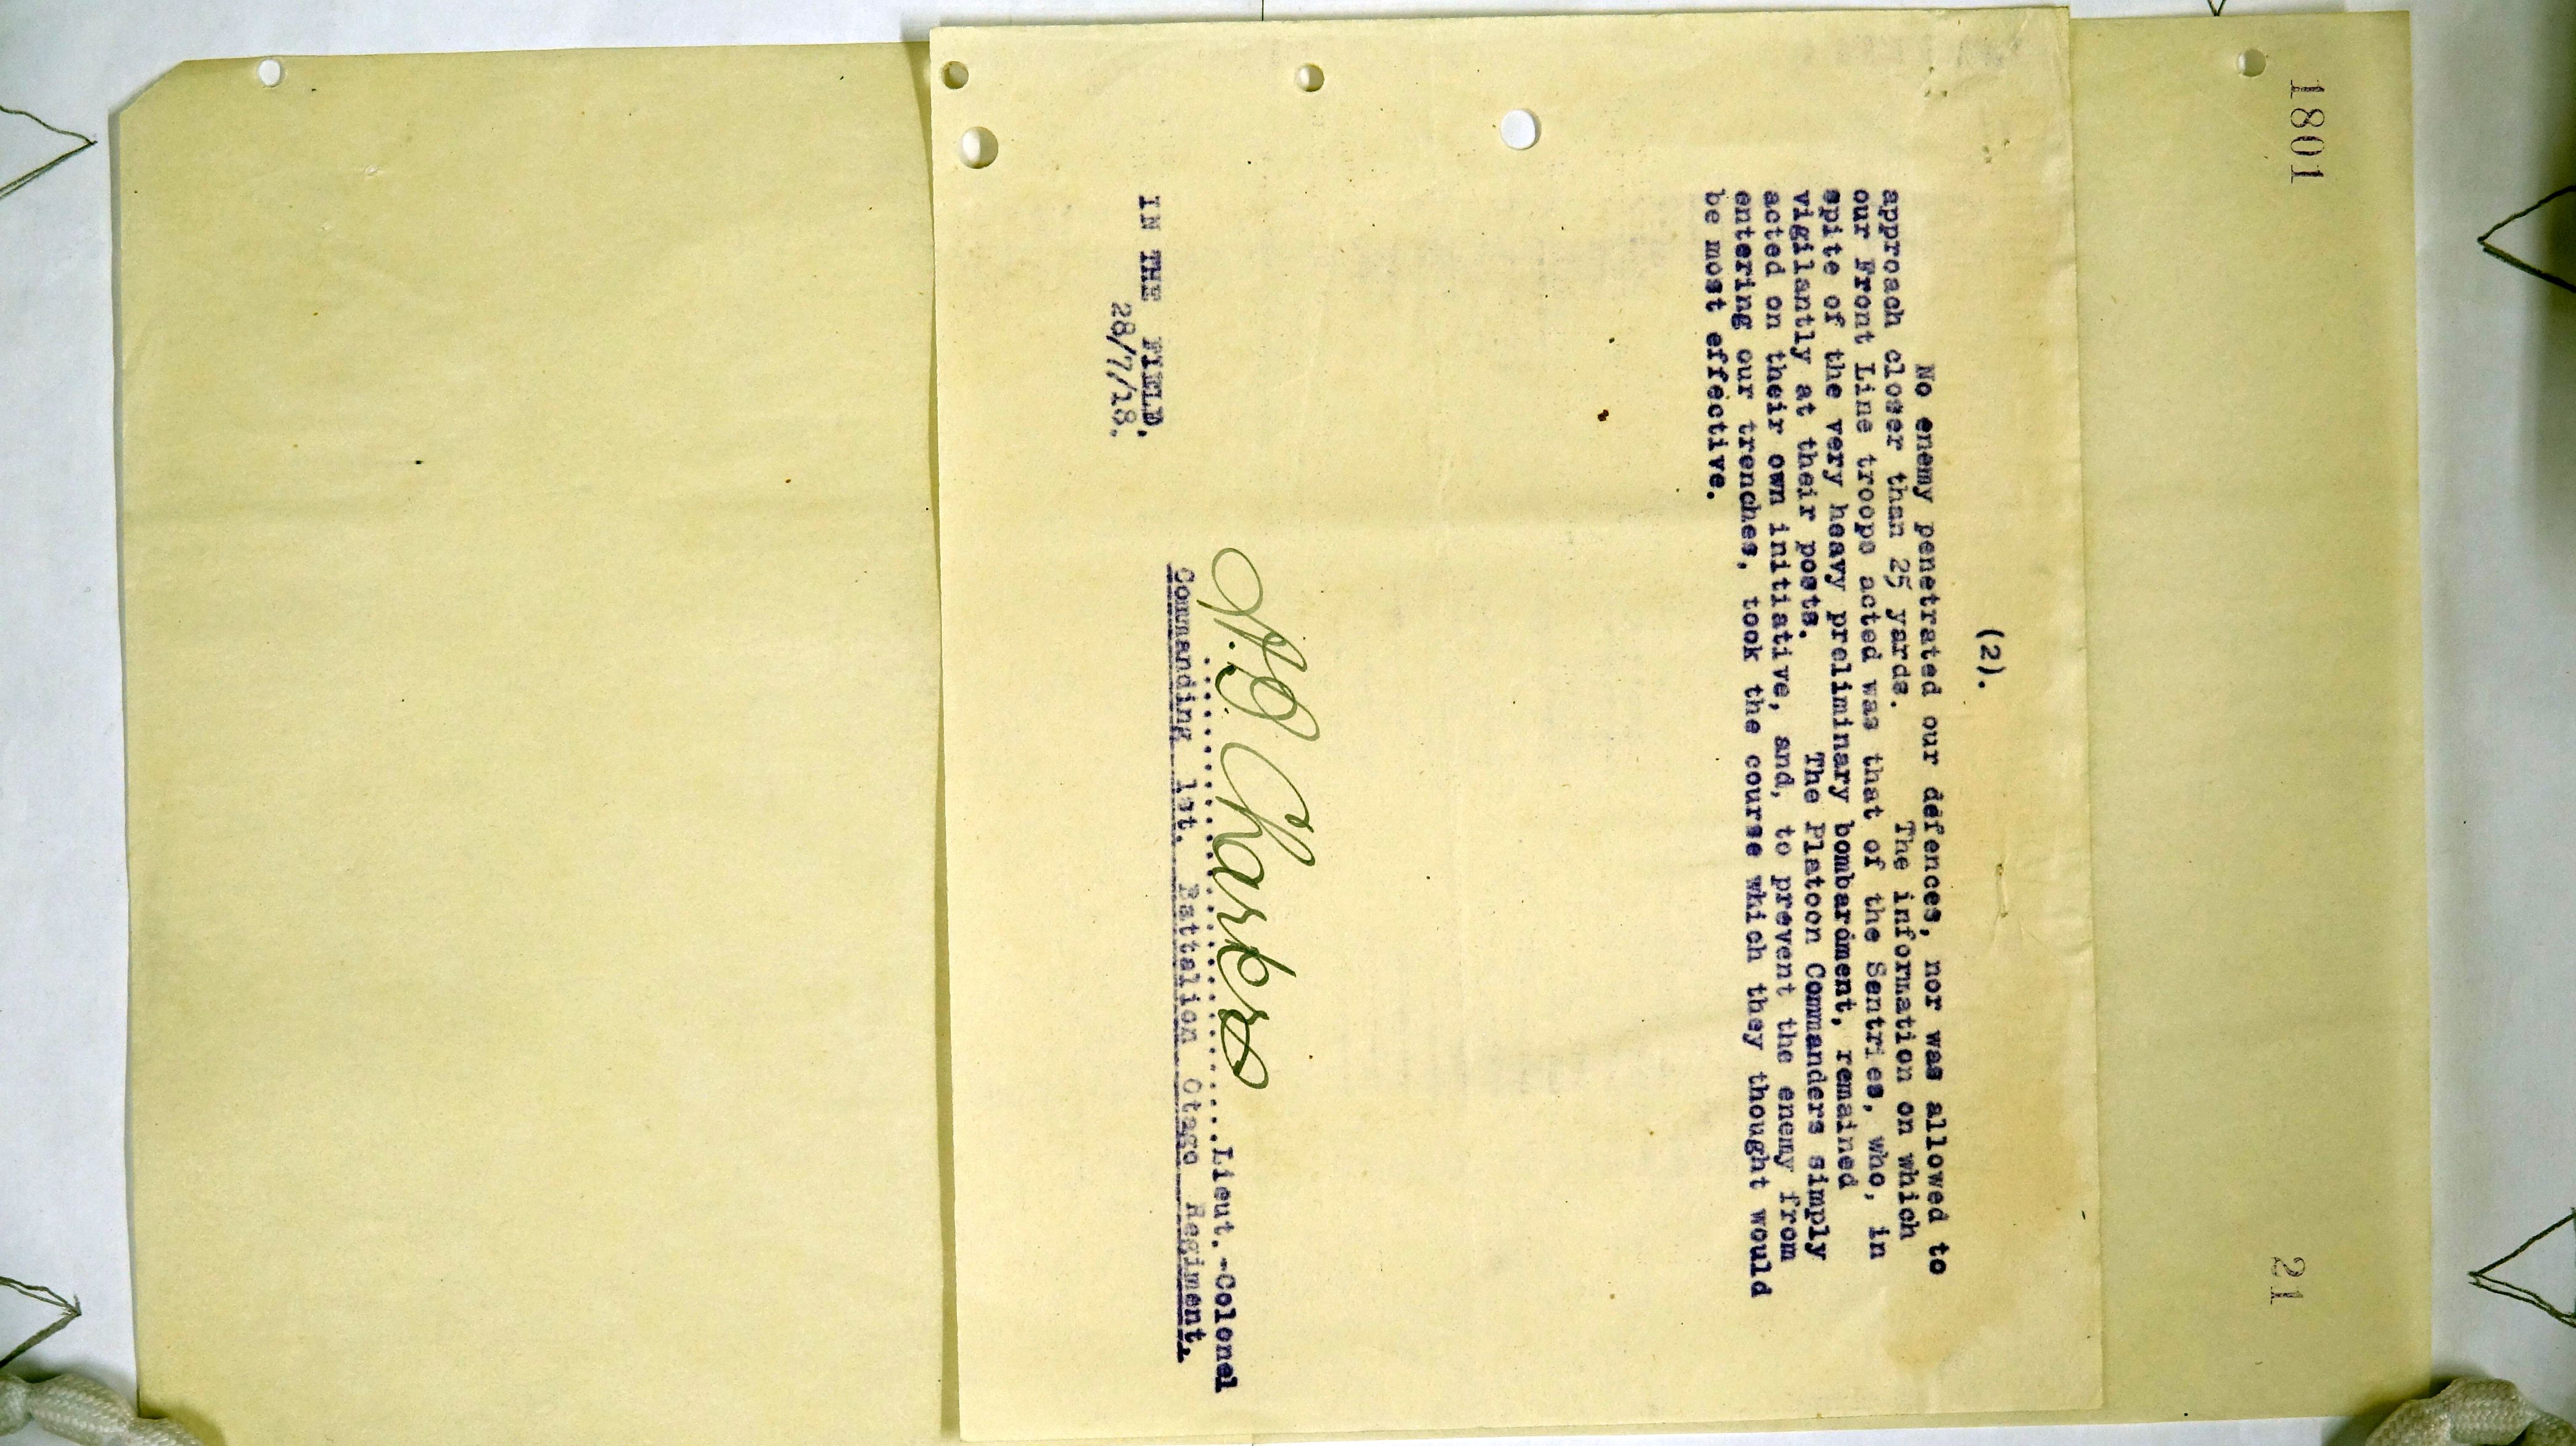 1801
21
(2).
No enemy penetrated our defences, nor was allowed to
approach closer than 25 yards. The information on which
our Front Line troops acted was that of the Sentries, who, in
spite of the very heavy preliminary bombardment, remained
vigilantly at their posts. The Platoon Commanders simply
acted on their own initiative, and, to prevent the enemy from
entering our trenches, took the course which they thought would
be most effective.
Charters
...............................Lieut.-Colonel
Commanding 1st. Battalion Otago Regiment.
IN THE FIELD,
28/7/18.